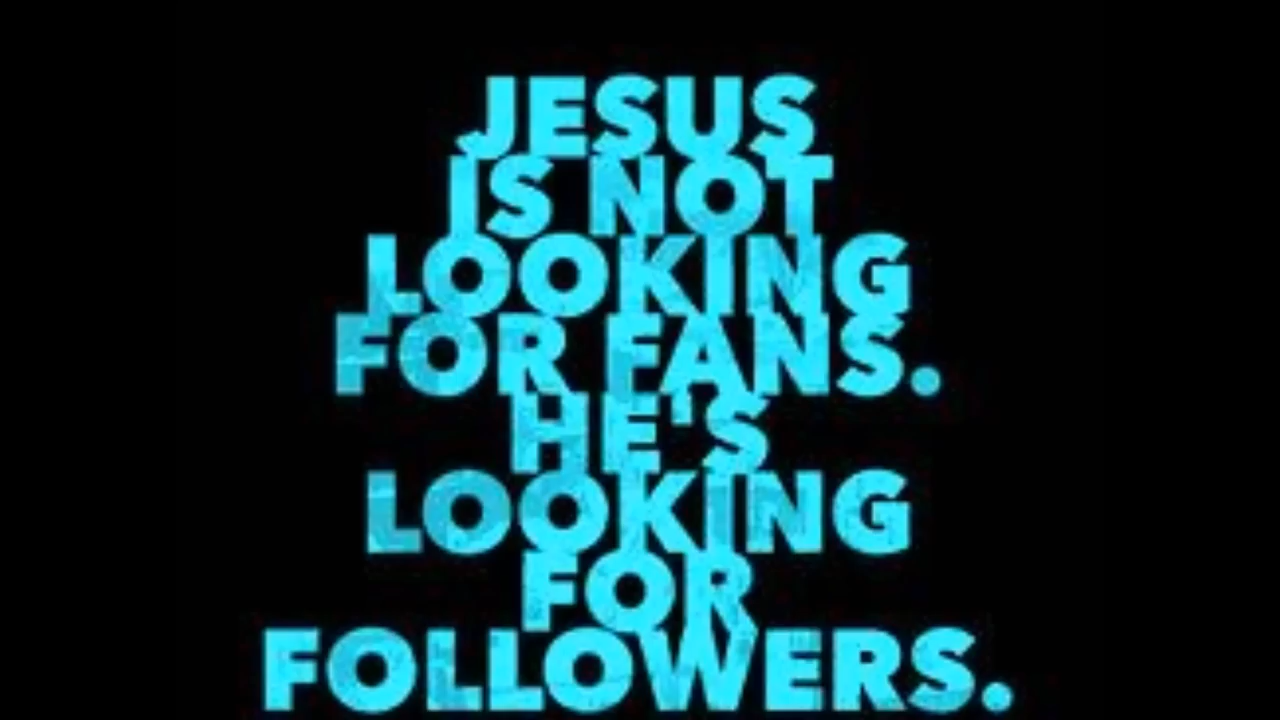 JESUS
IS NOT
LOOKING
FOR FANS.
HE'S
LOOKING
FOR
FOLLOWERS.